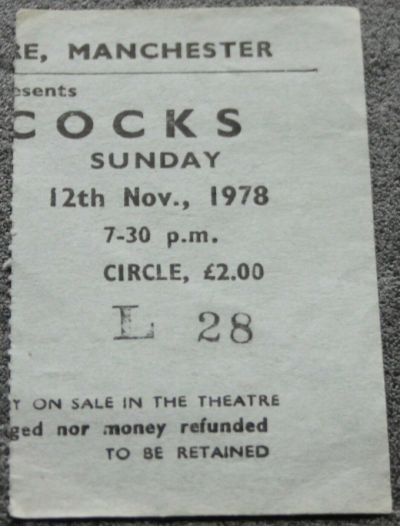 RE, MANCHESTER
esents
COCKS
SUNDAY
12th Nov., 1978
7-30 p.m.
CIRCLE, £2.00
L 28
Y ON SALE IN THE THEATRE
ged nor money refunded
TO BE RETAINED